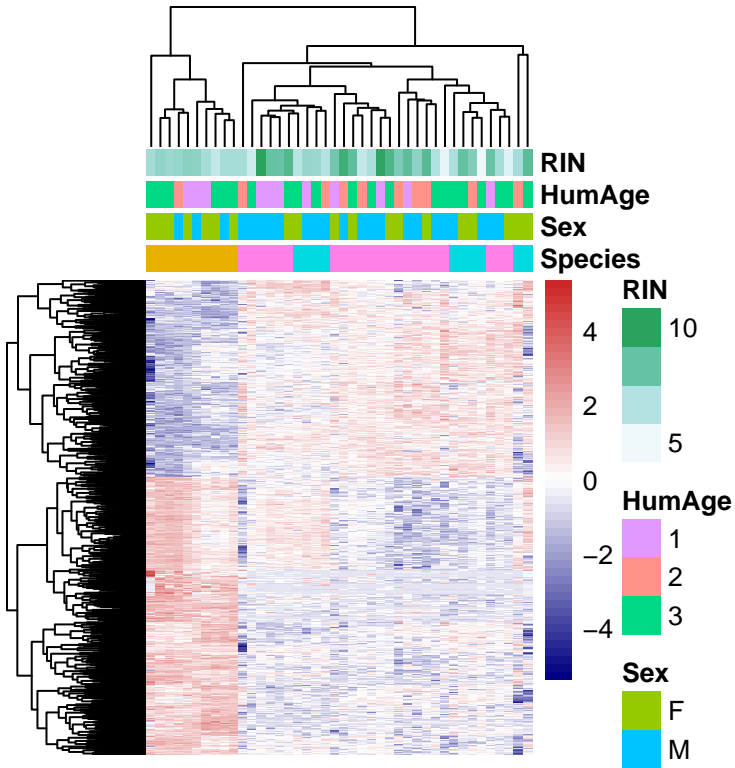 RIN
HumAge
Sex
Species
4
2
0
−2
−4
RIN
10
5
HumAge
1
2
3
Sex
F
M